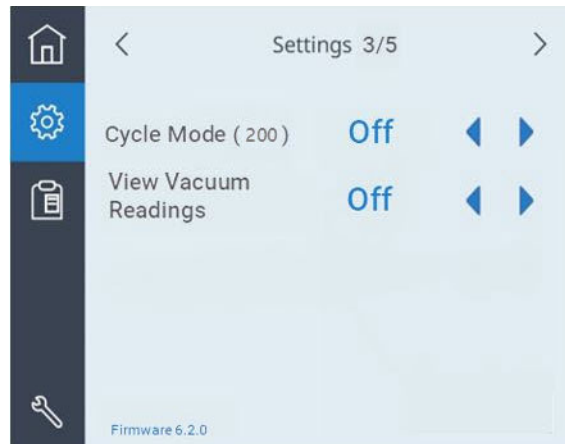 Settings 3/5
Cycle Mode ( 200 ) Off
View Vacuum
Readings Off
Firmware 6.2.0